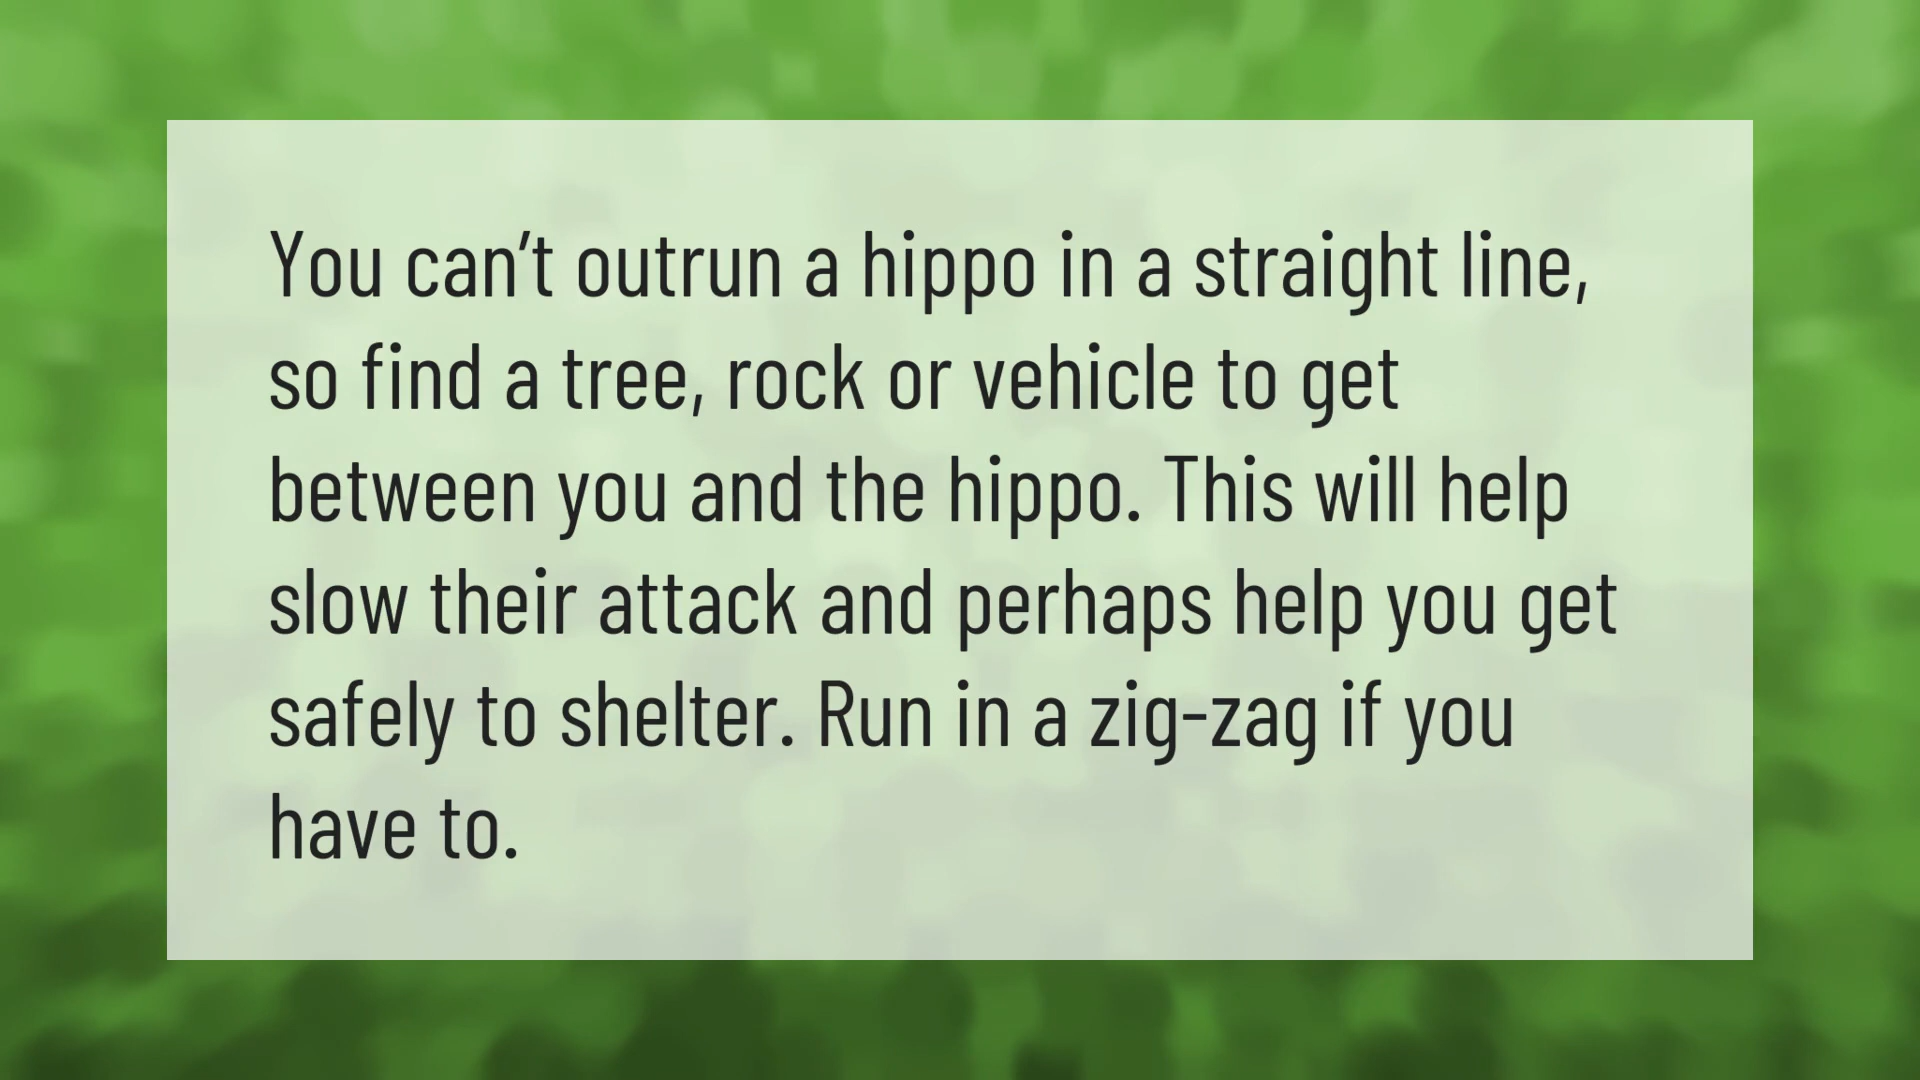 You can’t outrun a hippo in a straight line,
so find a tree, rock or vehicle to get
between you and the hippo. This will help
slow their attack and perhaps help you get
safely to shelter. Run in a zig-zag if you
have to.